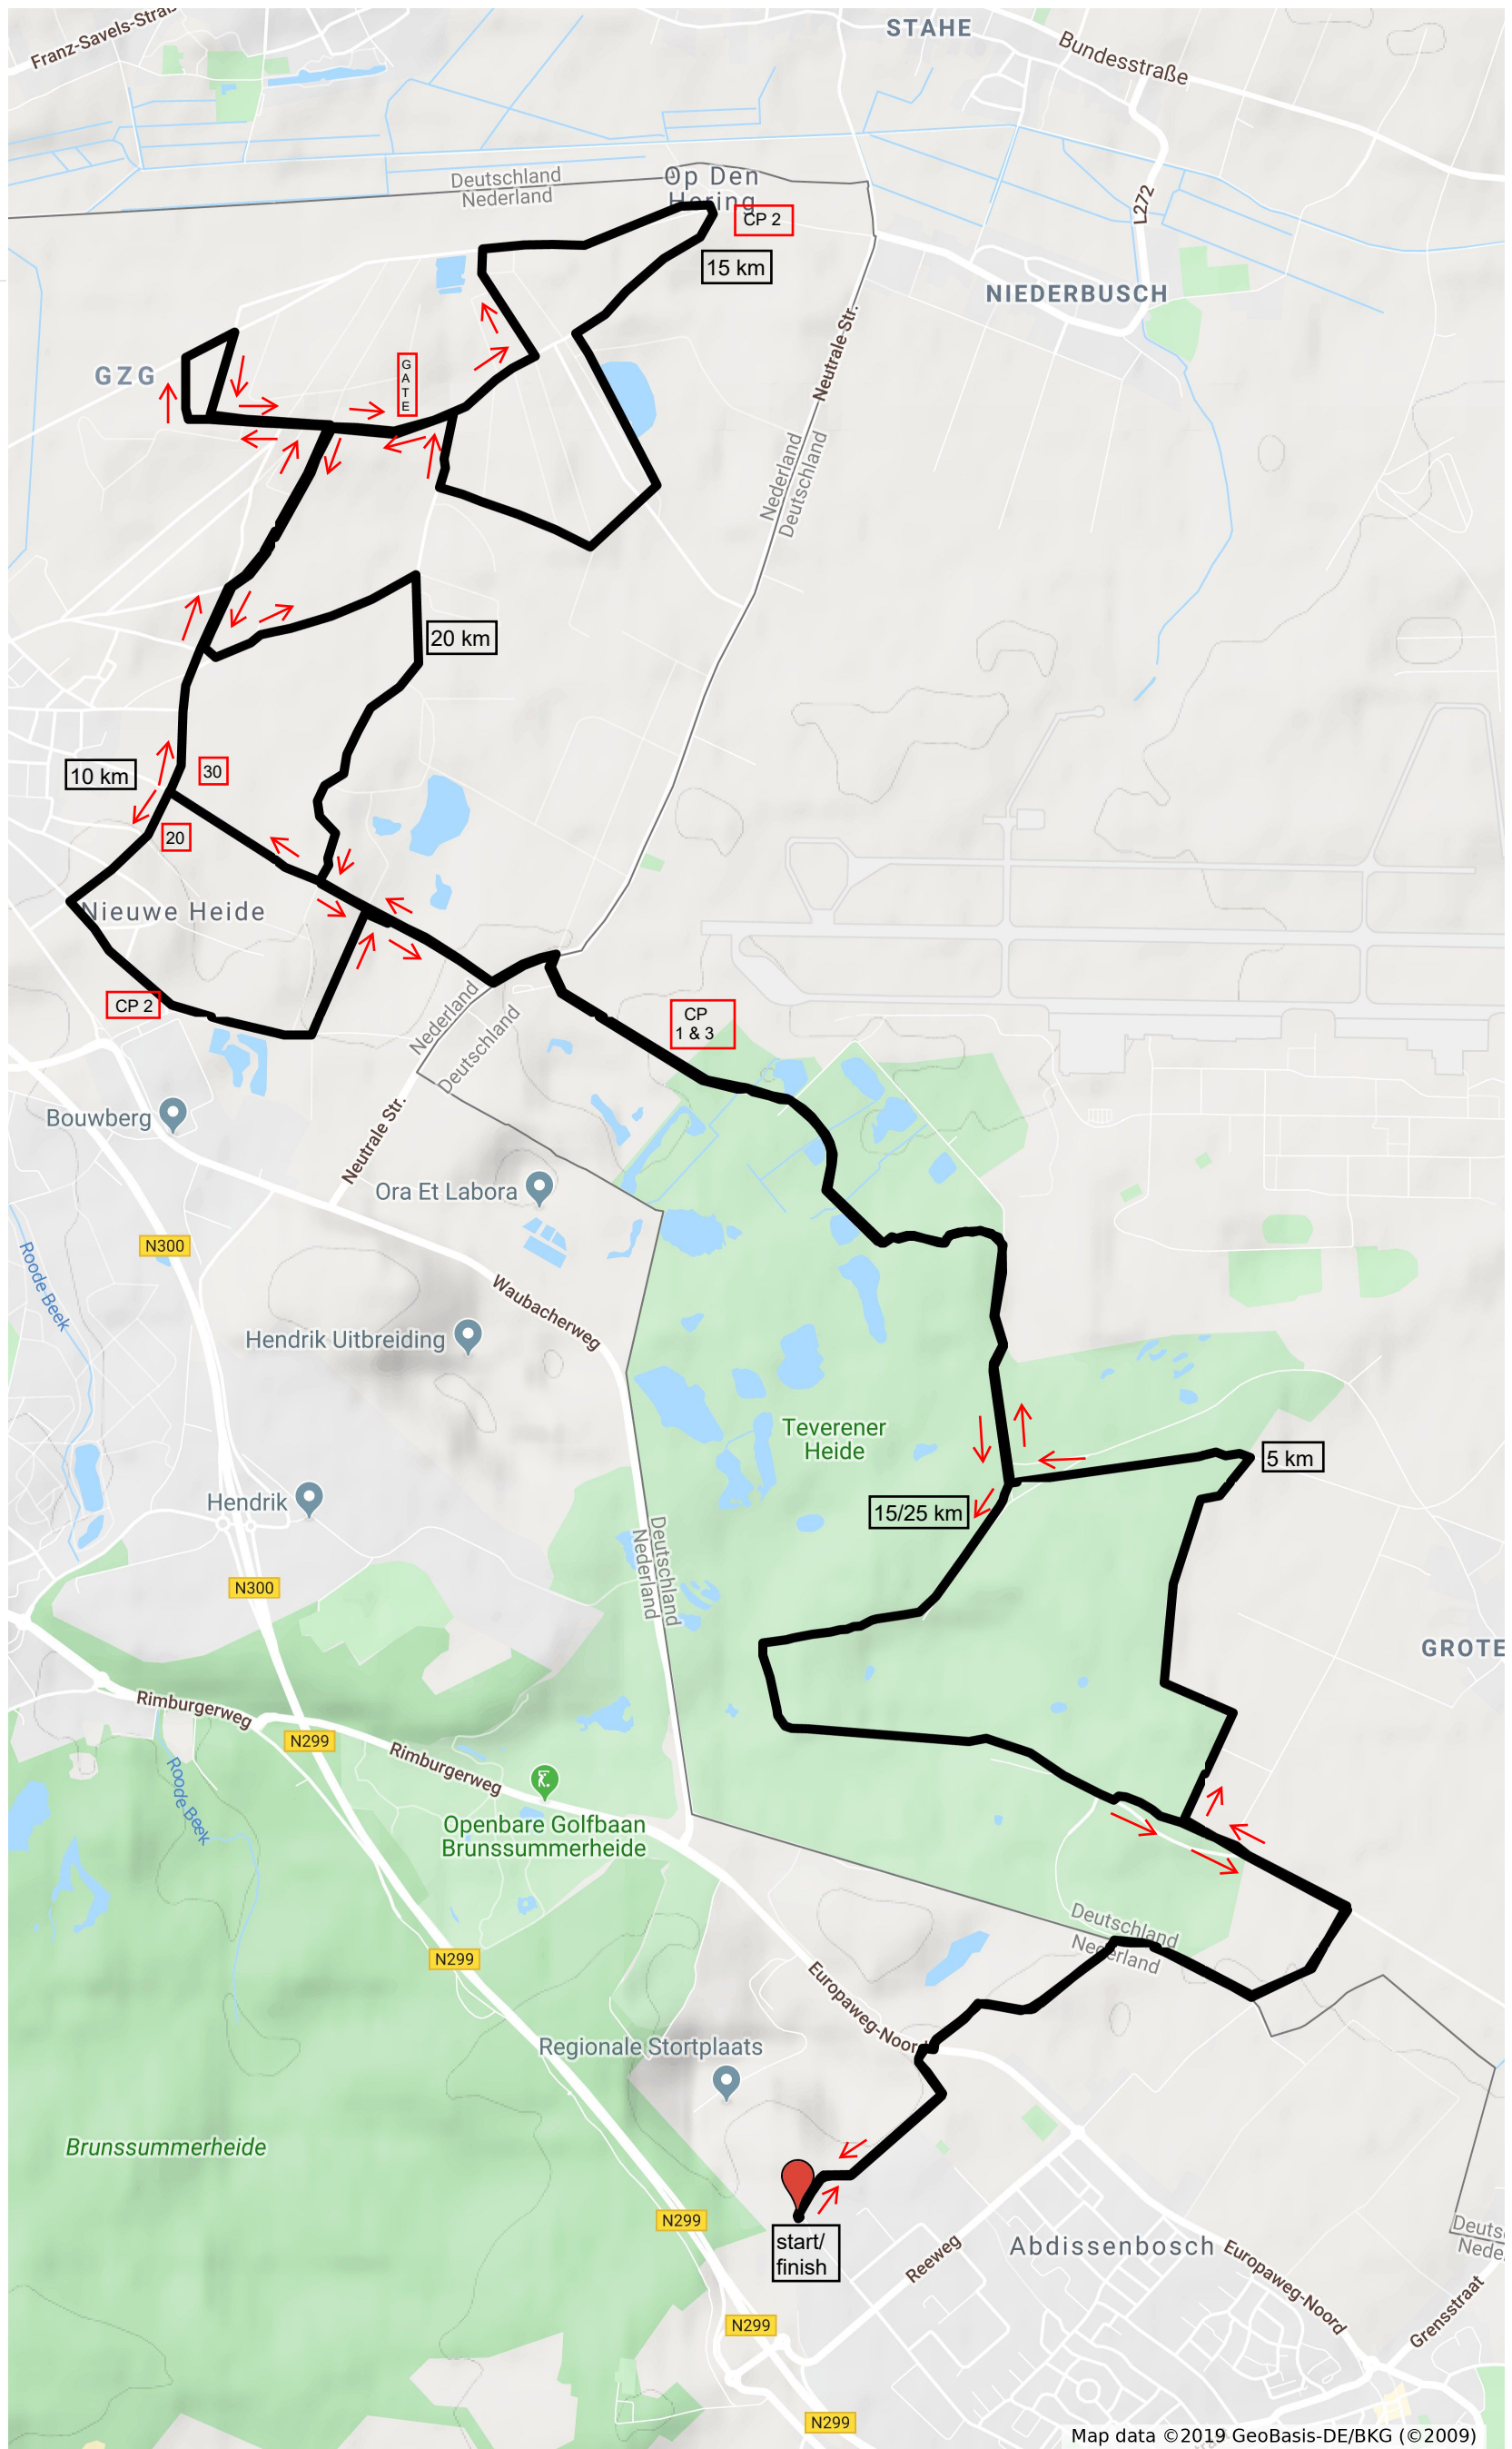 STAHE
Bundesstraße
Deutschland
Nederland
Op Den
Hering
CP 2
15 km
L272
NIEDERBUSCH
Neutrale Str.
GZG
G
A
T
E
Nederland
Deutschland
20 km
10 km
30
20
Nieuwe Heide
CP 2
CP
1 & 3
Nederland
Deutschland
Bouwberg
Neutrale Str.
Ora Et Labora
N300
Roode Beek
Waubacherweg
Hendrik Uitbreiding
Teverener
Heide
5 km
Hendrik
15/25 km
Deutschland
Nederland
N300
GROTE
Rimburgerweg
N299
Rimburgerweg
Roode Beek
Openbare Golfbaan
Brunssummerheide
Deutschland
Nederland
N299
Europaweg-Noord
Regionale Stortplaats
Brunssummerheide
N299
start/
finish
Reeweg
Abdissenbosch
Europaweg-Noord
Deuts
Nede
Grensstraat
N299
N299
Map data ©2019 GeoBasis-DE/BKG (©2009)